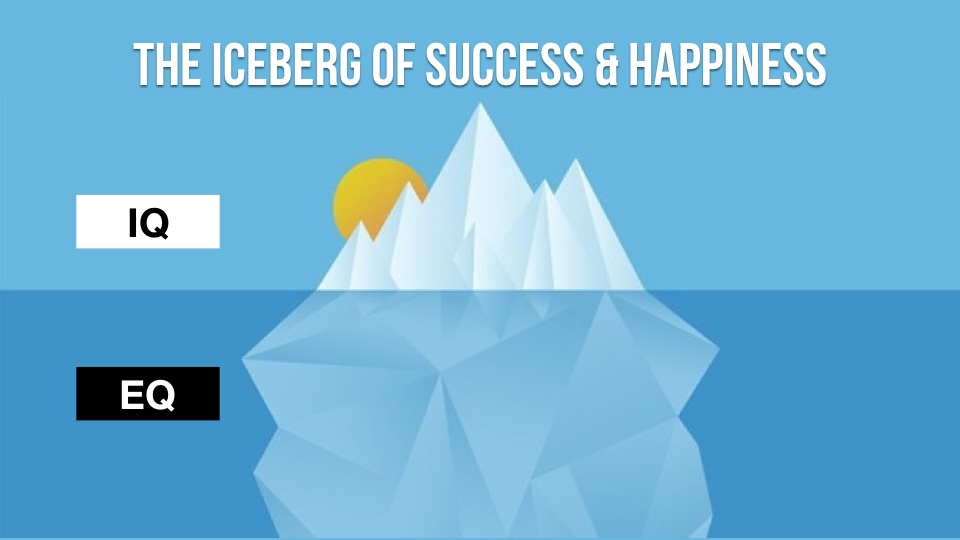 THE ICEBERG OF SUCCESS & HAPPINESS
IQ
EQ